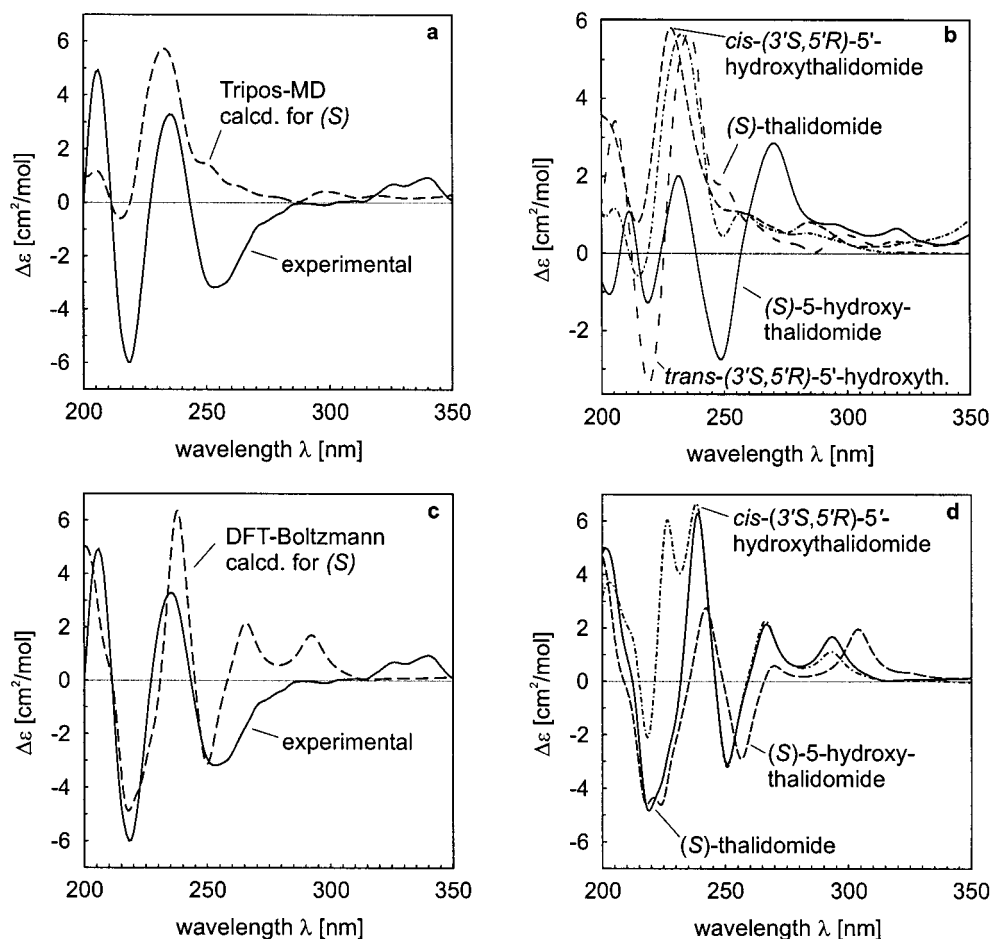 a
6
4
2
0
-2
-4
-6
Δε [cm²/mol]
Tripos-MD
calcd. for (S)
experimental
200 250 300 350
wavelength λ [nm]
b
6
4
2
0
-2
Δε [cm²/mol]
cis-(3'S,5'R)-5'-
hydroxythalidomide
(S)-thalidomide
(S)-5-hydroxy-
thalidomide
trans-(3'S,5'R)-5'-hydroxyth.
200 250 300 350
wavelength λ [nm]
c
6
4
2
0
-2
-4
-6
Δε [cm²/mol]
DFT-Boltzmann
calcd. for (S)
experimental
200 250 300 350
wavelength λ [nm]
d
6
4
2
0
-2
-4
-6
Δε [cm²/mol]
cis-(3'S,5'R)-5'-
hydroxythalidomide
(S)-5-hydroxy-
thalidomide
(S)-thalidomide
200 250 300 350
wavelength λ [nm]